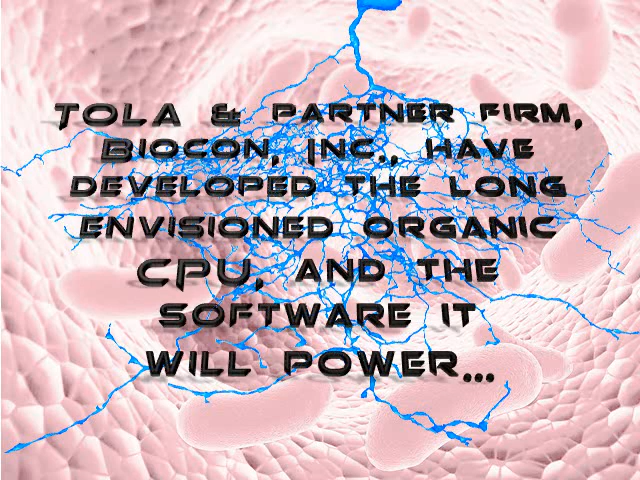 Tola & partner firm,
Biocon, Inc., have
developed the long
envisioned organic
CPU, and the
software it
will power...